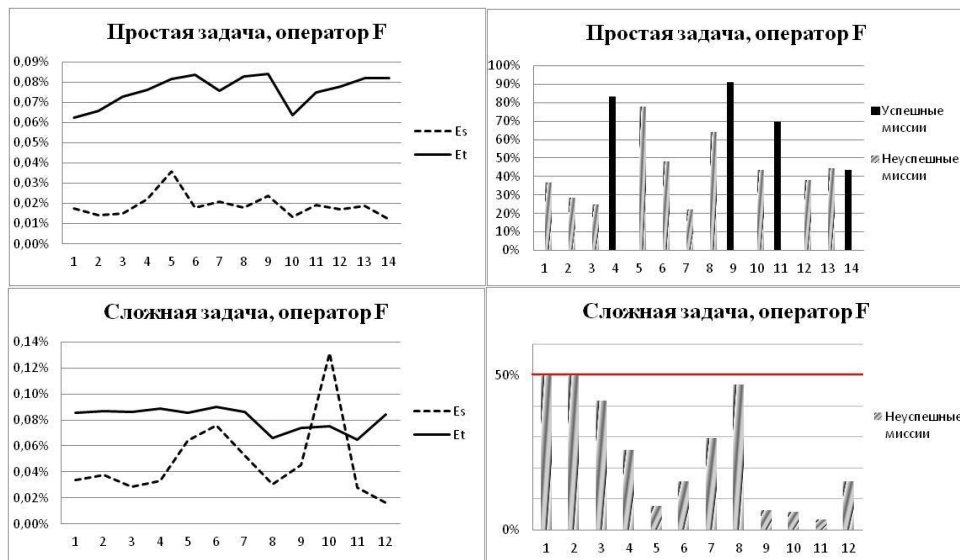 Простая задача, оператор F
0,09%
0,08%
0,07%
0,06%
0,05%
0,04%
0,03%
0,02%
0,01%
0,00%
Es
Et
1 2 3 4 5 6 7 8 9 10 11 12 13 14
Простая задача, оператор F
100%
90%
80%
70%
60%
50%
40%
30%
20%
10%
0%
Успешные
миссии
Неуспешные
миссии
1 2 3 4 5 6 7 8 9 10 11 12 13 14
Сложная задача, оператор F
0,14%
0,12%
0,10%
0,08%
0,06%
0,04%
0,02%
0,00%
Es
Et
1 2 3 4 5 6 7 8 9 10 11 12
Сложная задача, оператор F
50%
0%
Неуспешные
миссии
1 2 3 4 5 6 7 8 9 10 11 12